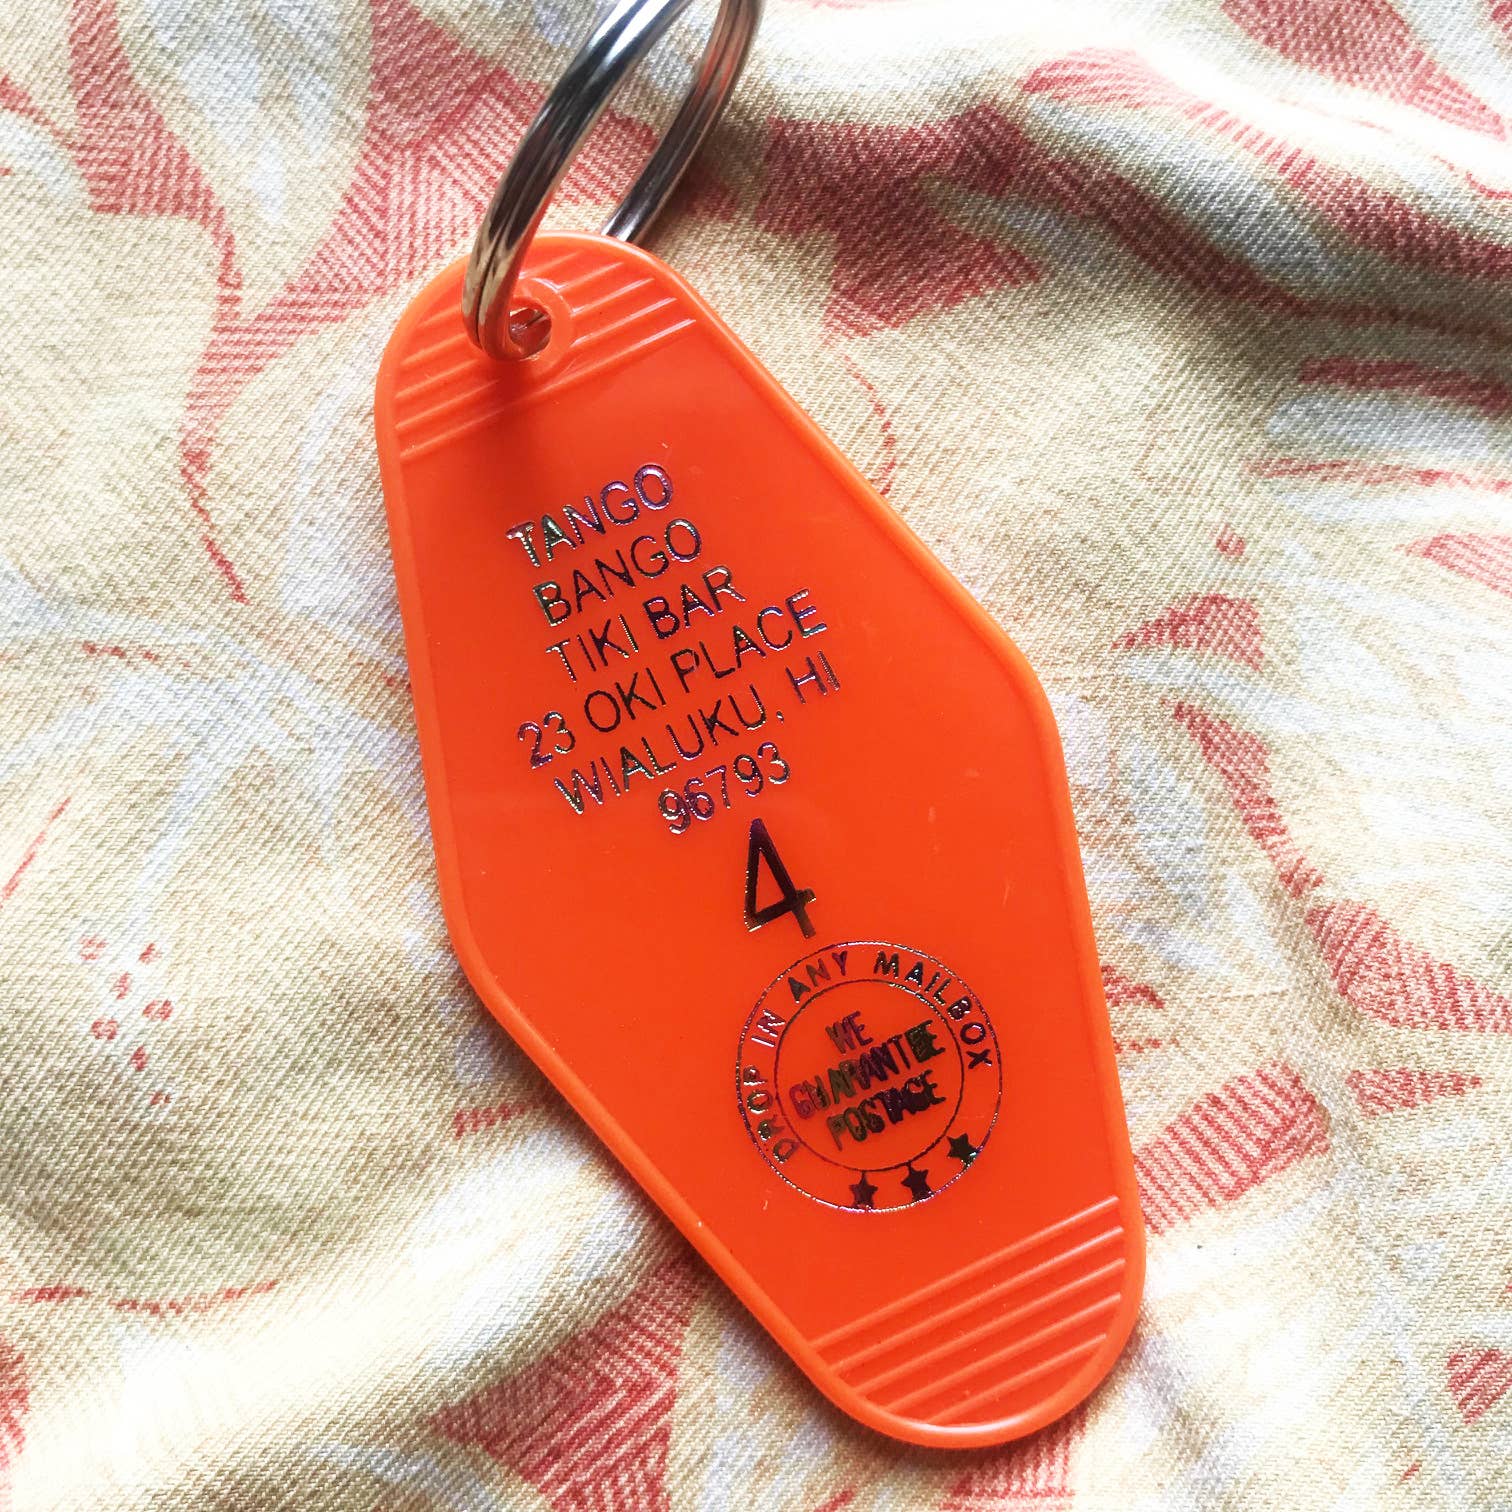 TANGO
BANGO
TIKI BAR
23 OKI PLACE
WIALUKU, HI
96793
4
DROP IN ANY MAILBOX
WE
GUARANTEE
POSTAGE